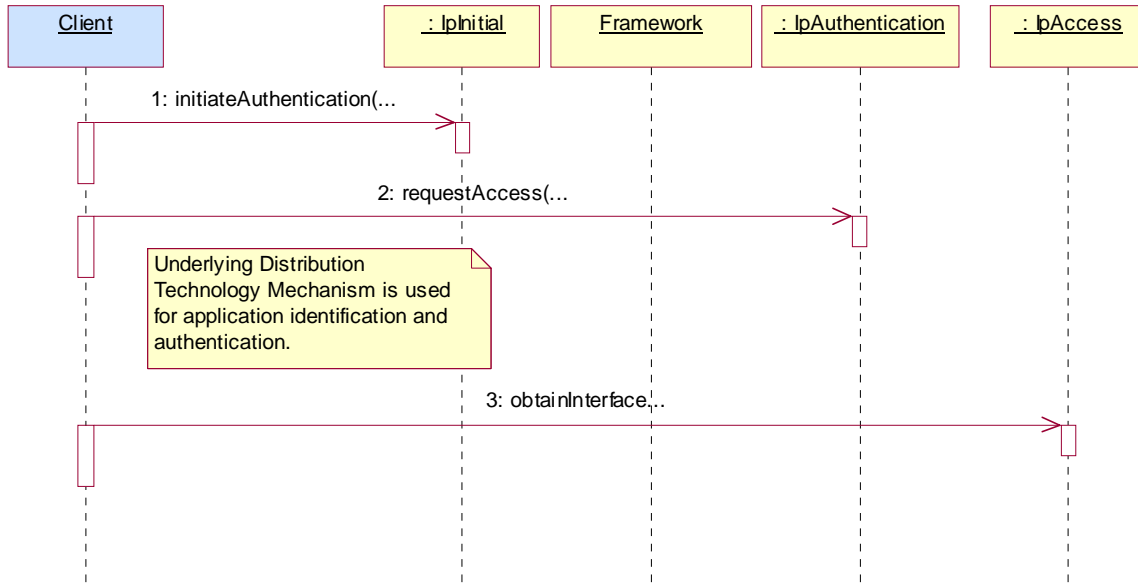 Client
: IpInitial
Framework
: IpAuthentication
: IpAccess
1: initiateAuthentication(...
2: requestAccess(...
Underlying Distribution
Technology Mechanism is used
for application identification and
authentication.
3: obtainInterface...